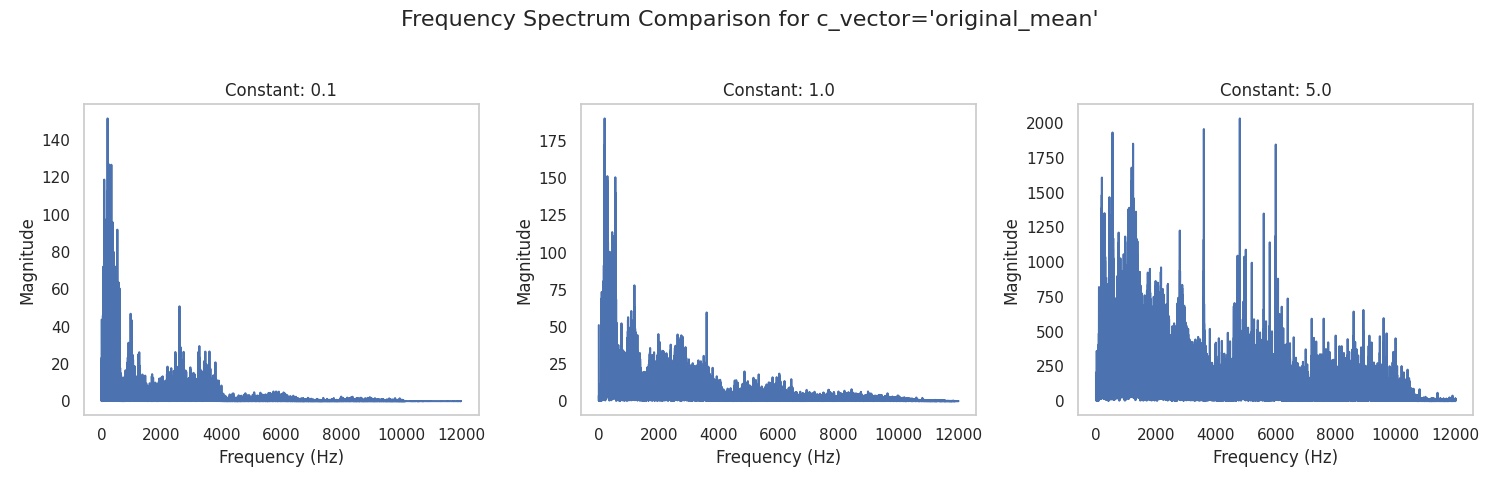 Frequency Spectrum Comparison for c_vector='original_mean'
Constant: 0.1
Magnitude
140
120
100
80
60
40
20
0
0 2000 4000 6000 8000 10000 12000
Frequency (Hz)
Constant: 1.0
Magnitude
175
150
125
100
75
50
25
0
0 2000 4000 6000 8000 10000 12000
Frequency (Hz)
Constant: 5.0
Magnitude
2000
1750
1500
1250
1000
750
500
250
0
0 2000 4000 6000 8000 10000 12000
Frequency (Hz)